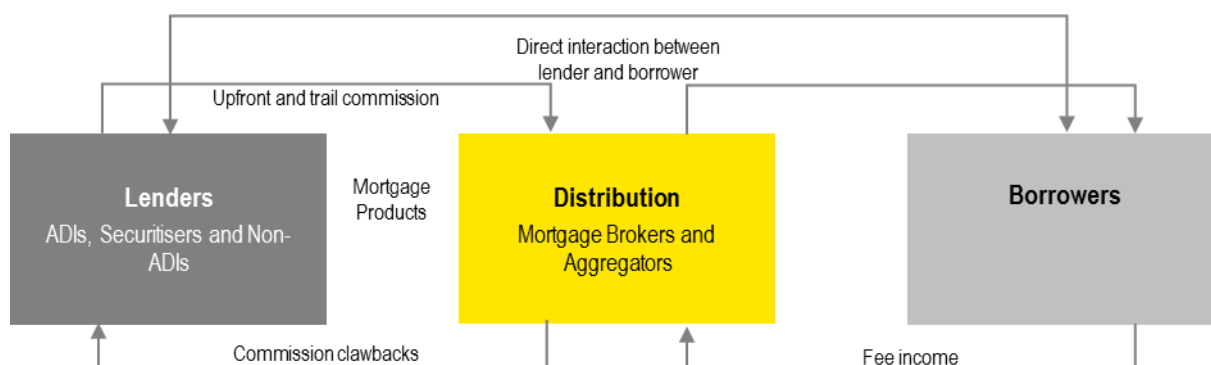 Direct interaction between
lender and borrower
Upfront and trail commission
Lenders
ADIs, Securitisers and Non-
ADIs
Mortgage
Products
Distribution
Mortgage Brokers and
Aggregators
Borrowers
Commission clawbacks
Fee income